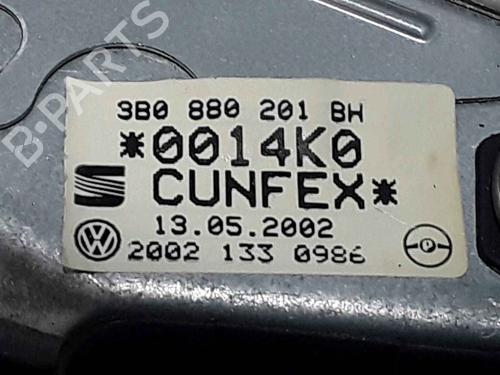 B-PARTS
3B0 880 201 BH
*0014K0
CUNFEX*
13.05.2002
2002 133 0986